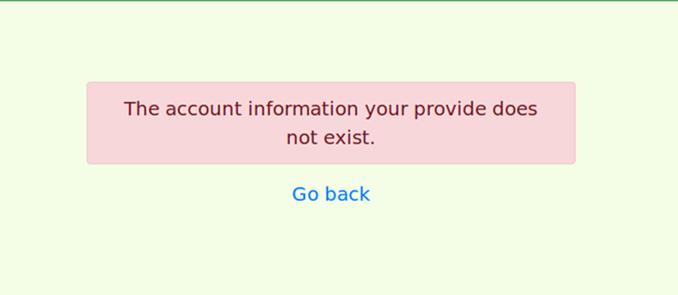 The account information your provide does
not exist.
Go back